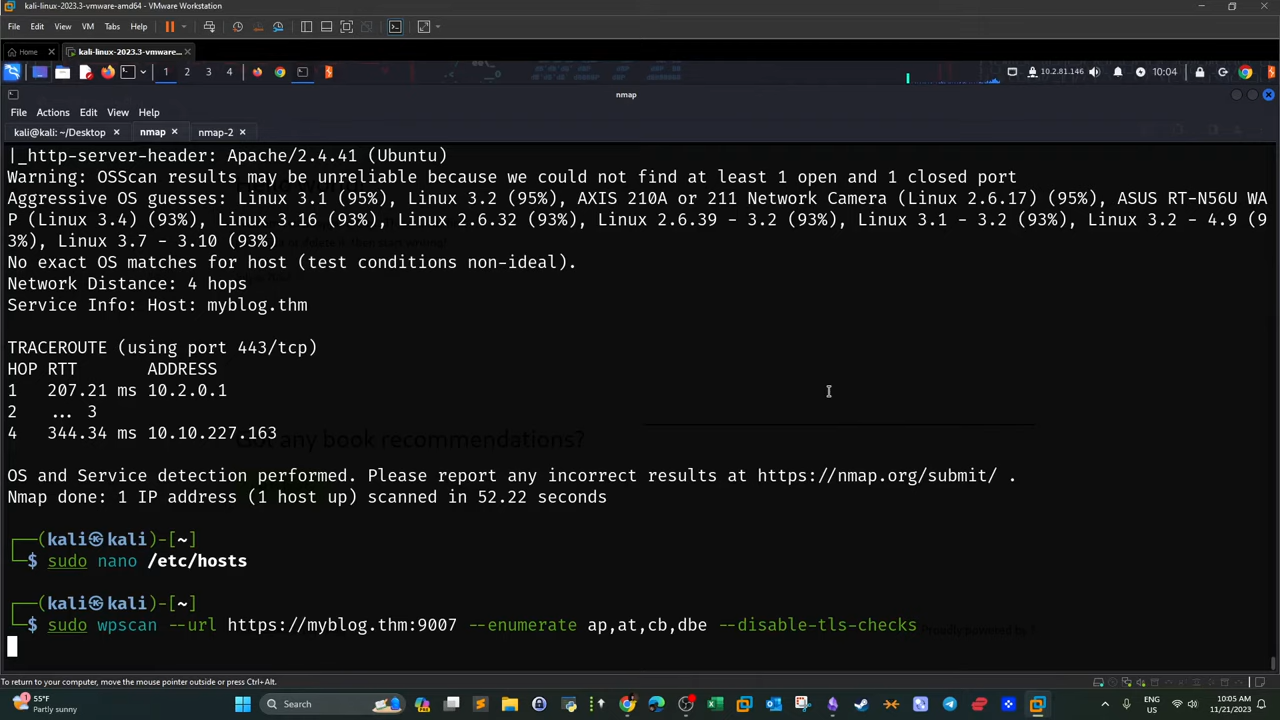 kali-linux-2023.3-vmware-amd64 - VMware Workstation
File Edit View VM Tabs Help
Home
kali-linux-2023.3-vmware...
1 2 3 4
10.2.81.146
10:04
nmap
File Actions Edit View Help
kali@kali: ~/Desktop
nmap
nmap-2
|_http-server-header: Apache/2.4.41 (Ubuntu)
Warning: OSScan results may be unreliable because we could not find at least 1 open and 1 closed port
Aggressive OS guesses: Linux 3.1 (95%), Linux 3.2 (95%), AXIS 210A or 211 Network Camera (Linux 2.6.17) (95%), ASUS RT-N56U WA
P (Linux 3.4) (93%), Linux 3.16 (93%), Linux 2.6.32 (93%), Linux 2.6.39 - 3.2 (93%), Linux 3.1 - 3.2 (93%), Linux 3.2 - 4.9 (9
3%), Linux 3.7 - 3.10 (93%)
No exact OS matches for host (test conditions non-ideal).
Network Distance: 4 hops
Service Info: Host: myblog.thm
TRACEROUTE (using port 443/tcp)
HOP RTT ADDRESS
1 207.21 ms 10.2.0.1
2 ... 3
4 344.34 ms 10.10.227.163
any book recommendations?
OS and Service detection performed. Please report any incorrect results at https://nmap.org/submit/ .
Nmap done: 1 IP address (1 host up) scanned in 52.22 seconds
┌──(kali㉿kali)-[~]
└─$ sudo nano /etc/hosts
┌──(kali㉿kali)-[~]
└─$ sudo wpscan --url https://myblog.thm:9007 --enumerate ap,at,cb,dbe --disable-tls-checks
Proudly powered by
To return to your computer, move the mouse pointer outside or press Ctrl+Alt.
55°F
Partly sunny
Search
ENG
US
10:05 AM
11/21/2023